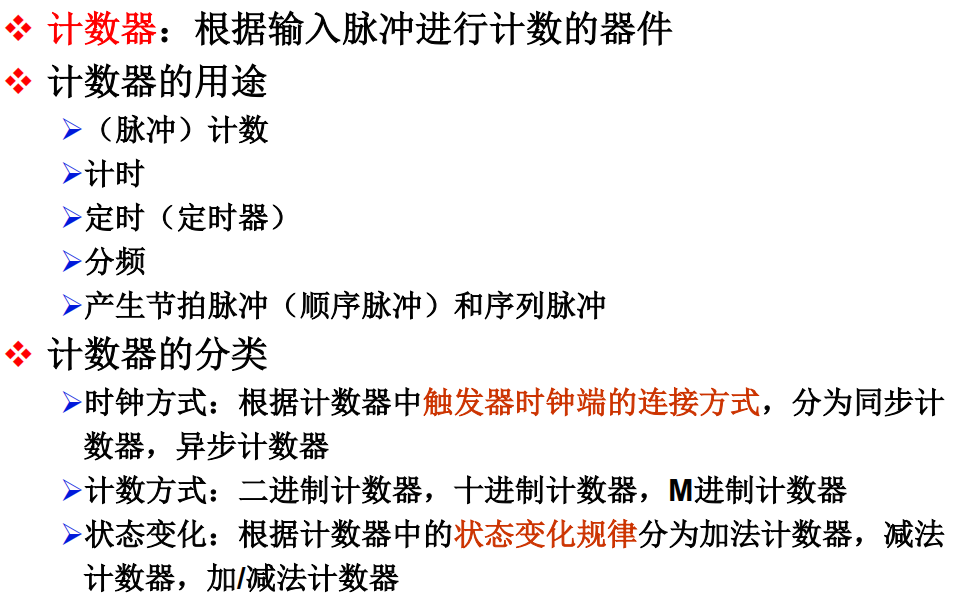 计数器：根据输入脉冲进行计数的器件
计数器的用途
（脉冲）计数
计时
定时（定时器）
分频
产生节拍脉冲（顺序脉冲）和序列脉冲
计数器的分类
时钟方式：根据计数器中触发器时钟端的连接方式，分为同步计
数器，异步计数器
计数方式：二进制计数器，十进制计数器，M进制计数器
状态变化：根据计数器中的状态变化规律分为加法计数器，减法
计数器，加/减法计数器